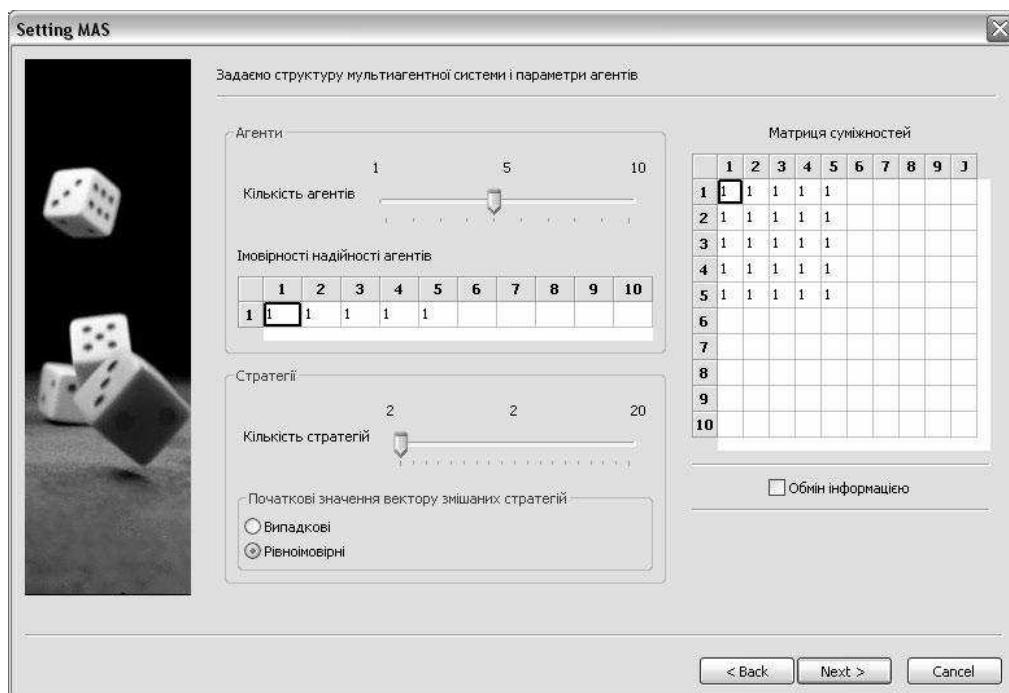 Setting MAS
Задаємо структуру мультиагентної системи і параметри агентів
Агенти
1 5 10
Кількість агентів
Імовірності надійності агентів
1 2 3 4 5 6 7 8 9 10
1 1 1 1 1 1
Стратегії
2 2 20
Кількість стратегій
Початкові значення вектору змішаних стратегій
Випадкові
Рівноімовірні
Матриця суміжностей
1 2 3 4 5 6 7 8 9 J
1 1 1 1 1 1
2 1 1 1 1 1
3 1 1 1 1 1
4 1 1 1 1 1
5 1 1 1 1 1
6
7
8
9
10
Обмін інформацією
< Back Next > Cancel